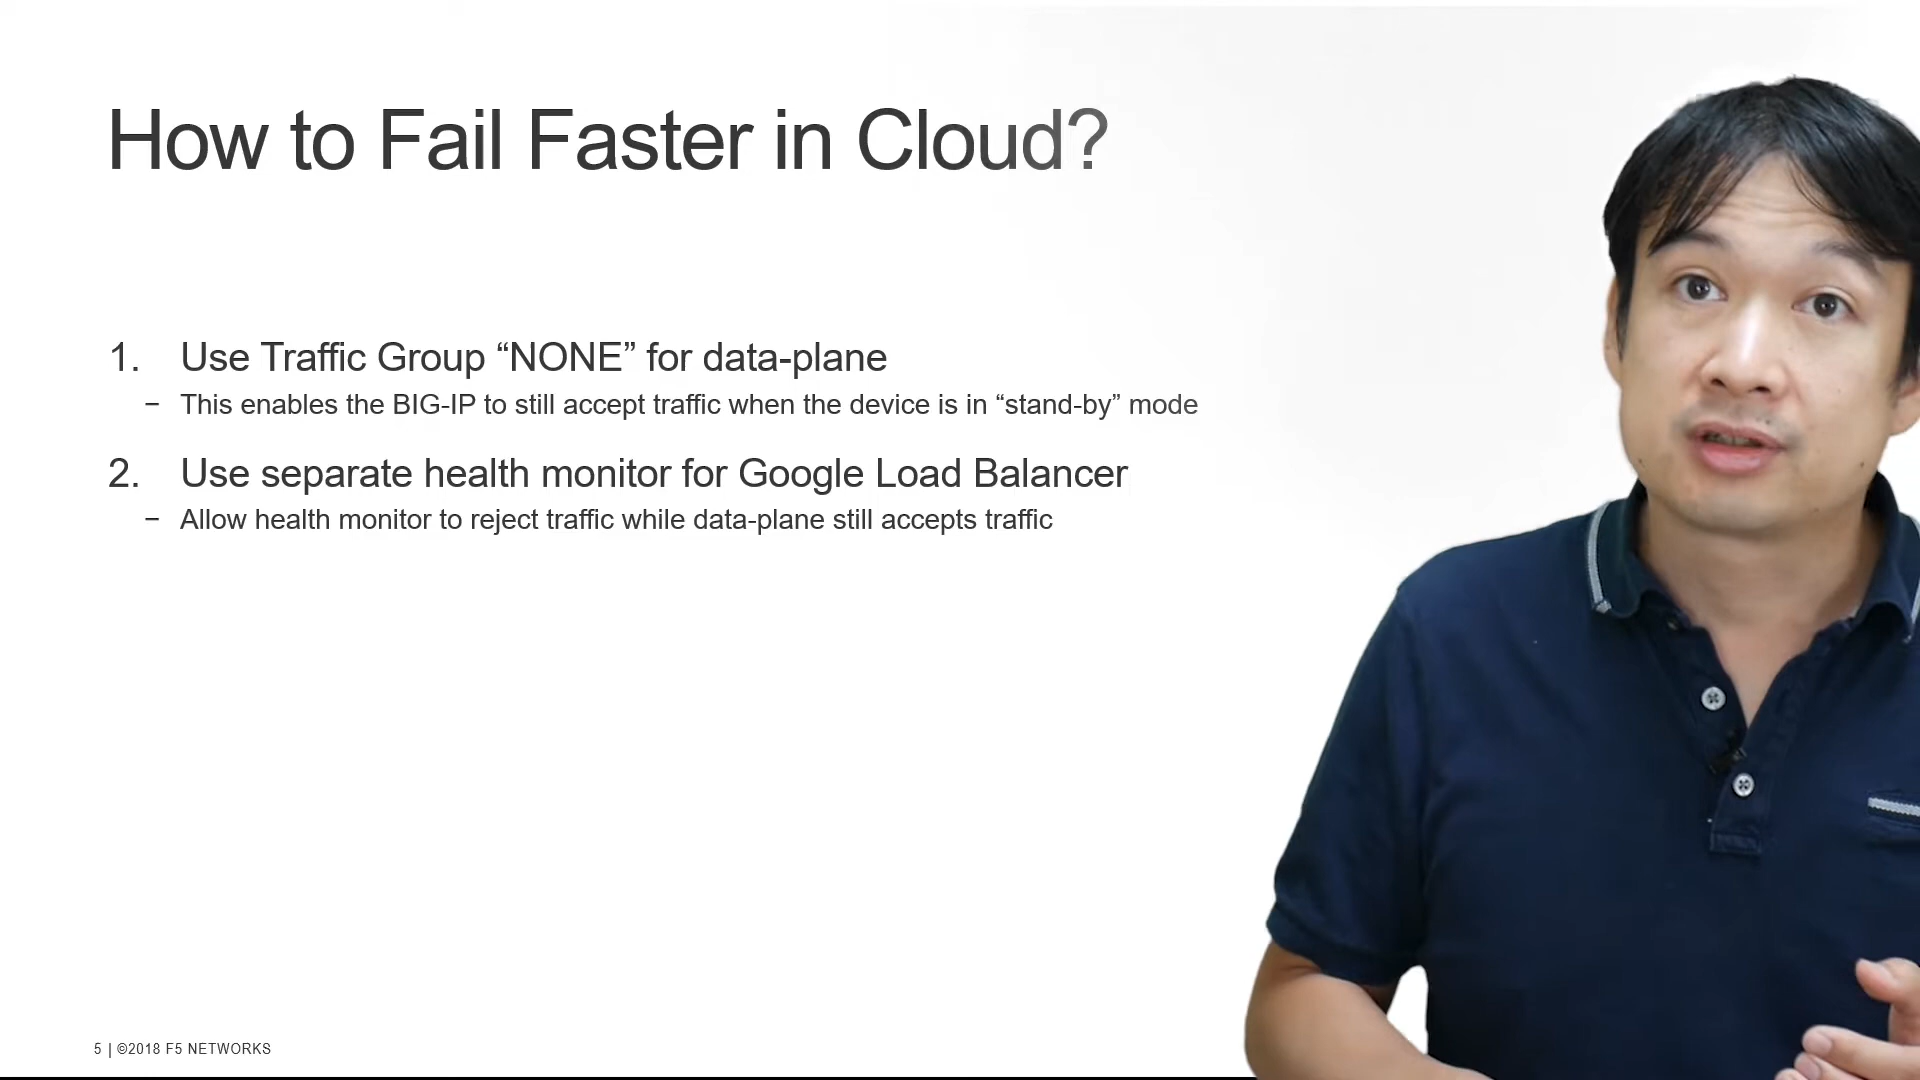 How to Fail Faster in Cloud?
1. Use Traffic Group “NONE” for data-plane
− This enables the BIG-IP to still accept traffic when the device is in “stand-by” mode
2. Use separate health monitor for Google Load Balancer
− Allow health monitor to reject traffic while data-plane still accepts traffic
5 | ©2018 F5 NETWORKS